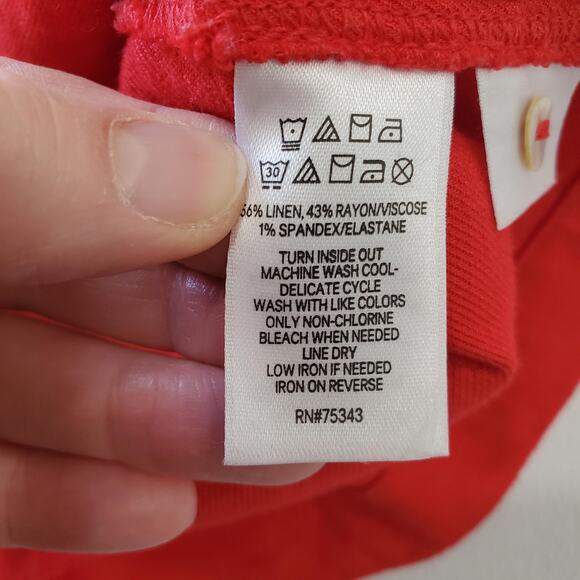 30
56% LINEN, 43% RAYON/VISCOSE
1% SPANDEX/ELASTANE
TURN INSIDE OUT
MACHINE WASH COOL-
DELICATE CYCLE
WASH WITH LIKE COLORS
ONLY NON-CHLORINE
BLEACH WHEN NEEDED
LINE DRY
LOW IRON IF NEEDED
IRON ON REVERSE
RN#75343